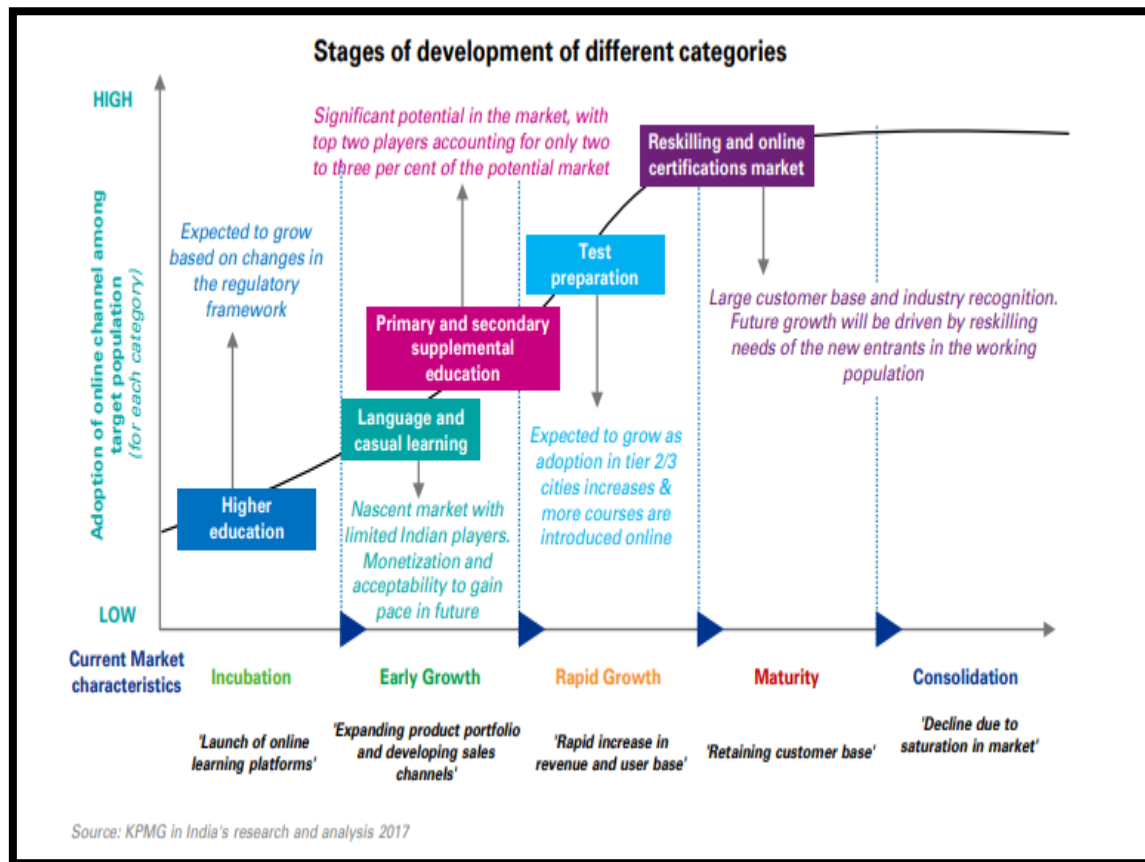 Stages of development of different categories
HIGH
Significant potential in the market, with
top two players accounting for only two
to three per cent of the potential market
Reskilling and online
certifications market
Expected to grow
based on changes in
the regulatory
framework
Test
preparation
Adoption of online channel among
target population
(for each category)
Primary and secondary
supplemental
education
Large customer base and industry recognition.
Future growth will be driven by reskilling
needs of the new entrants in the working
population
Language and
casual learning
Expected to grow as
adoption in tier 2/3
cities increases &
more courses are
introduced online
Higher
education
Nascent market with
limited Indian players.
Monetization and
acceptability to gain
pace in future
LOW
Current Market
characteristics
Incubation
Early Growth
Rapid Growth
Maturity
Consolidation
'Launch of online
learning platforms'
'Expanding product portfolio
and developing sales
channels'
'Rapid increase in
revenue and user base'
'Retaining customer base'
'Decline due to
saturation in market'
Source: KPMG in India's research and analysis 2017